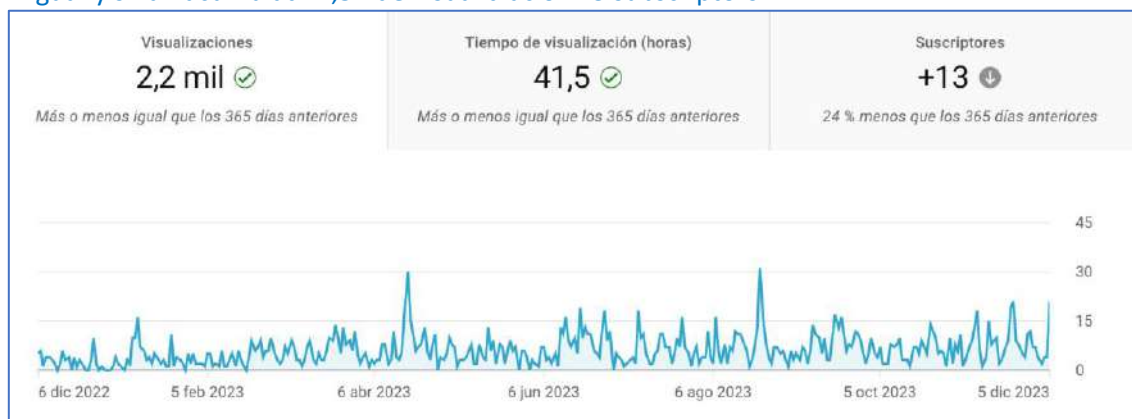 Visualizaciones
2,2 mil
Más o menos igual que los 365 días anteriores
Tiempo de visualización (horas)
41,5
Más o menos igual que los 365 días anteriores
Suscriptores
+13
24 % menos que los 365 días anteriores
45
30
15
0
6 dic 2022 5 feb 2023 6 abr 2023 6 jun 2023 6 ago 2023 5 oct 2023 5 dic 2023